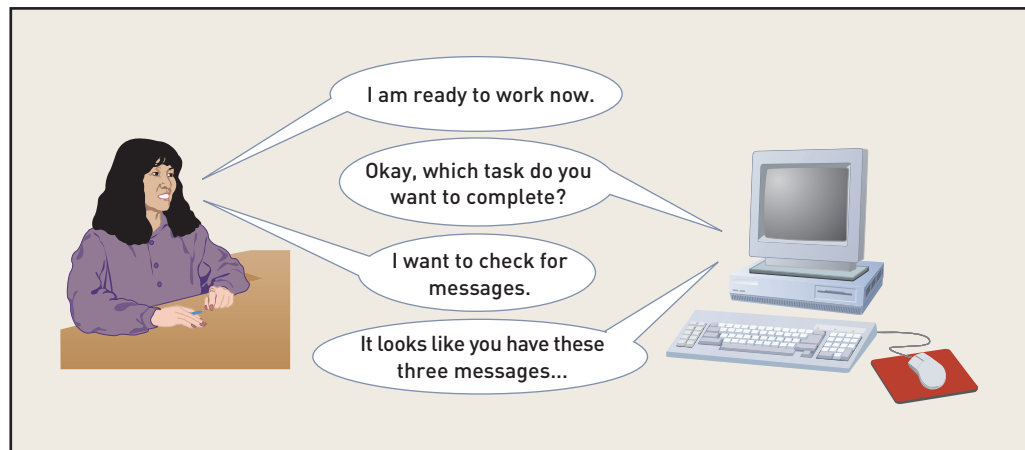 I am ready to work now.
Okay, which task do you
want to complete?
I want to check for
messages.
It looks like you have these
three messages...